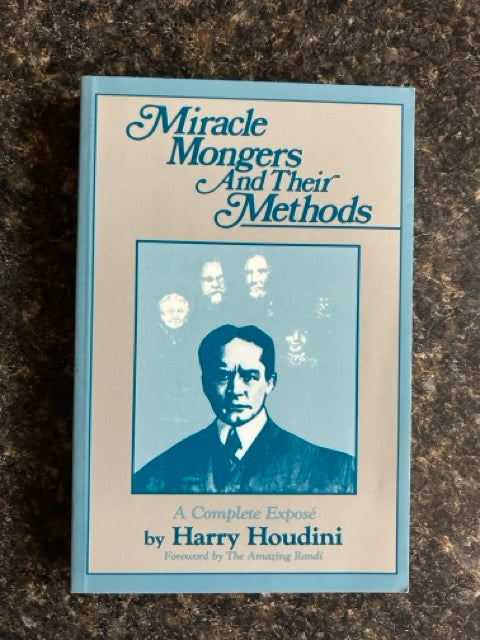 Miracle
Mongers
And Their
Methods
A Complete Exposé
by Harry Houdini
Foreword by The Amazing Randi